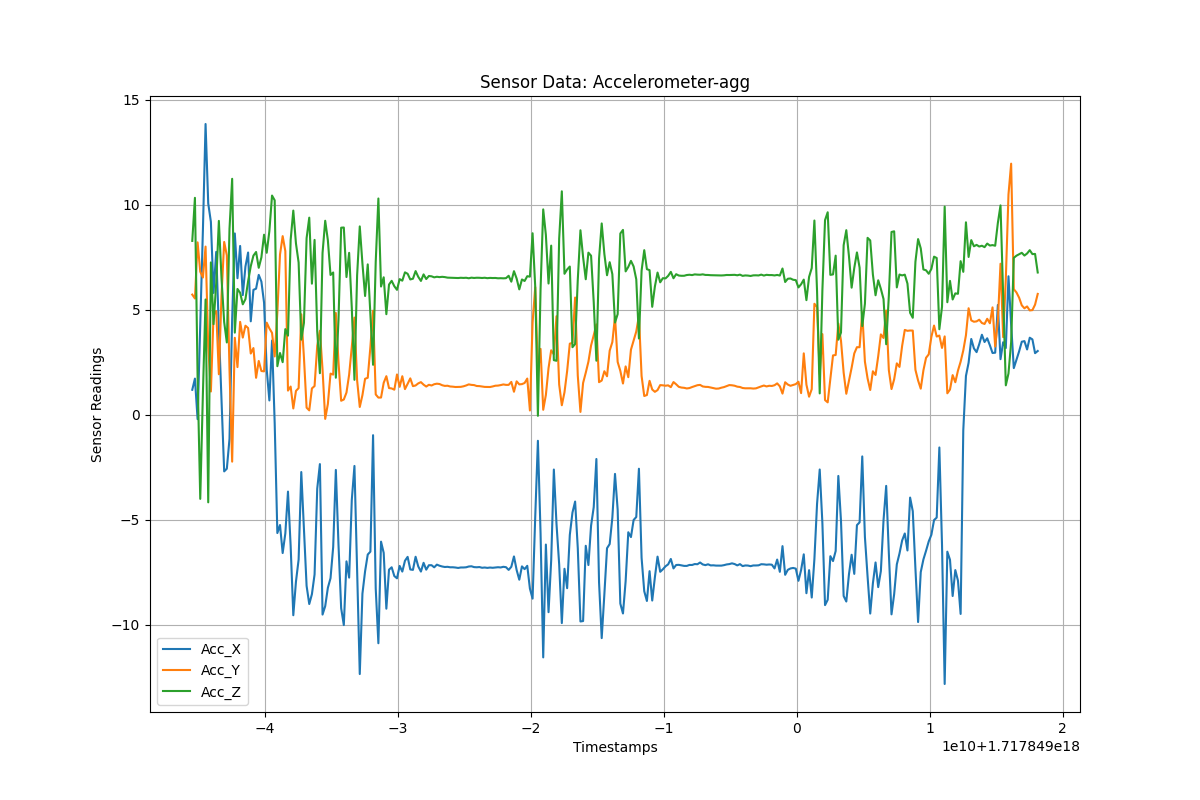 Sensor Data: Accelerometer-agg
15
10
5
0
−5
−10
Sensor Readings
Acc_X
Acc_Y
Acc_Z
−4 −3 −2 −1 0 1 2
Timestamps
1e10+1.717849e18